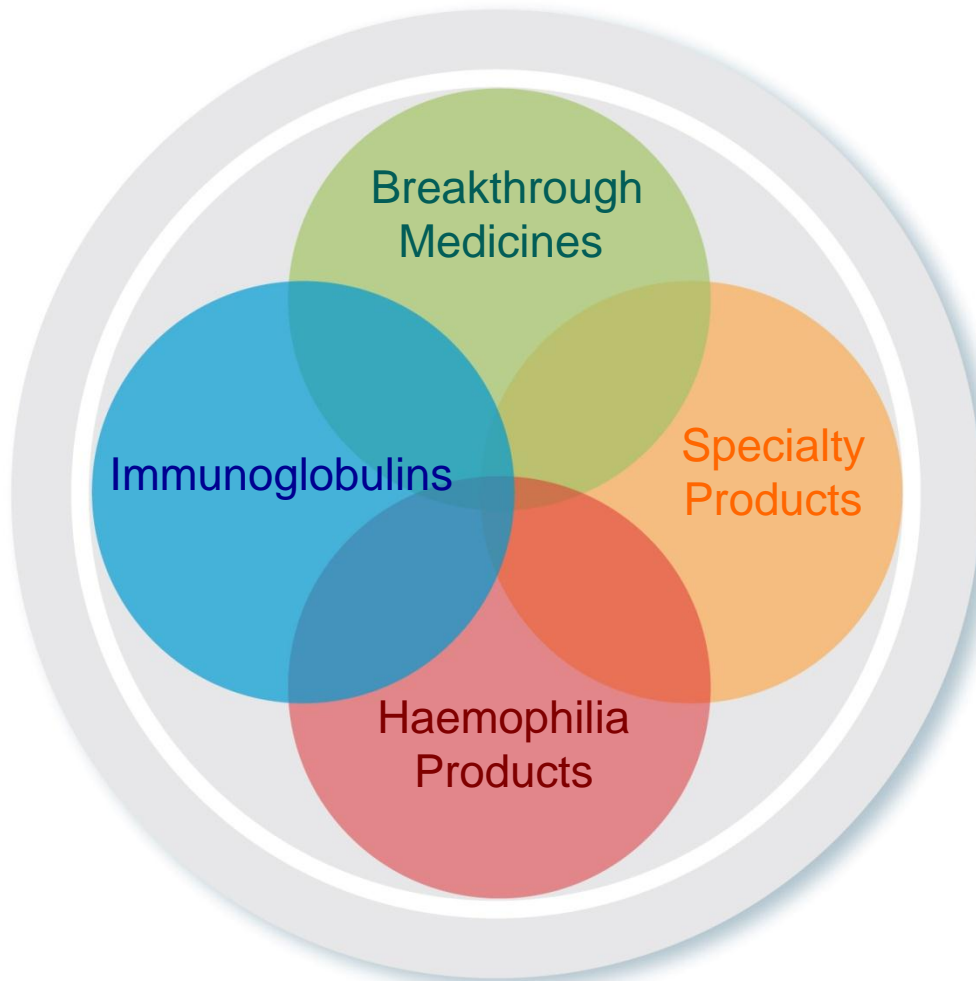 Breakthrough
Medicines
Immunoglobulins
Specialty
Products
Haemophilia
Products